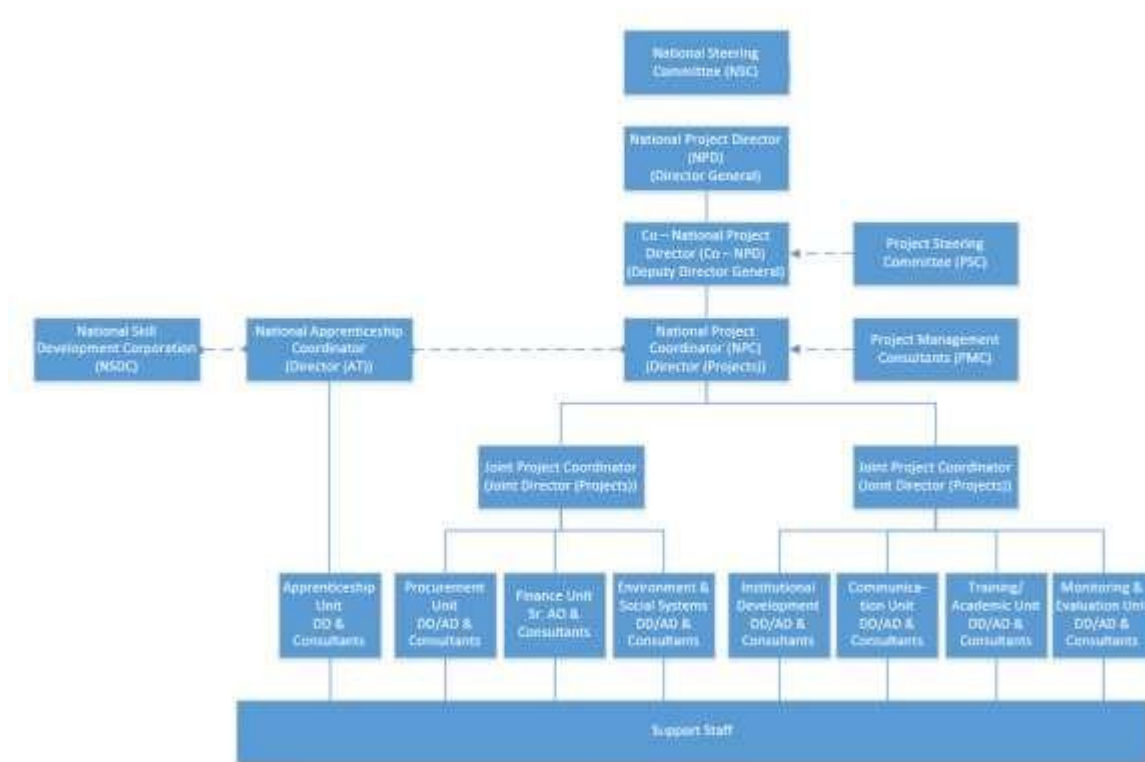 National Steering
Committee (NSC)
National Project Director
(NPD)
(Director General)
Co – National Project
Director (Co – NPD)
(Deputy Director General)
Project Steering
Committee (PSC)
National Skill
Development Corporation
(NSDC)
National Apprenticeship
Coordinator
(Director (AT))
National Project
Coordinator (NPC)
(Director (Projects))
Project Management
Consultants (PMC)
Joint Project Coordinator
(Joint Director (Projects))
Joint Project Coordinator
(Joint Director (Projects))
Apprenticeship
Unit
DD &
Consultants
Procurement
Unit
DD/AD &
Consultants
Finance Unit
Sr. AO &
Consultants
Environment &
Social Systems
DD/AD &
Consultants
Institutional
Development
DD/AD &
Consultants
Communica-
tion Unit
DD/AD &
Consultants
Training/
Academic Unit
DD/AD &
Consultants
Monitoring &
Evaluation Unit
DD/AD &
Consultants
Support Staff